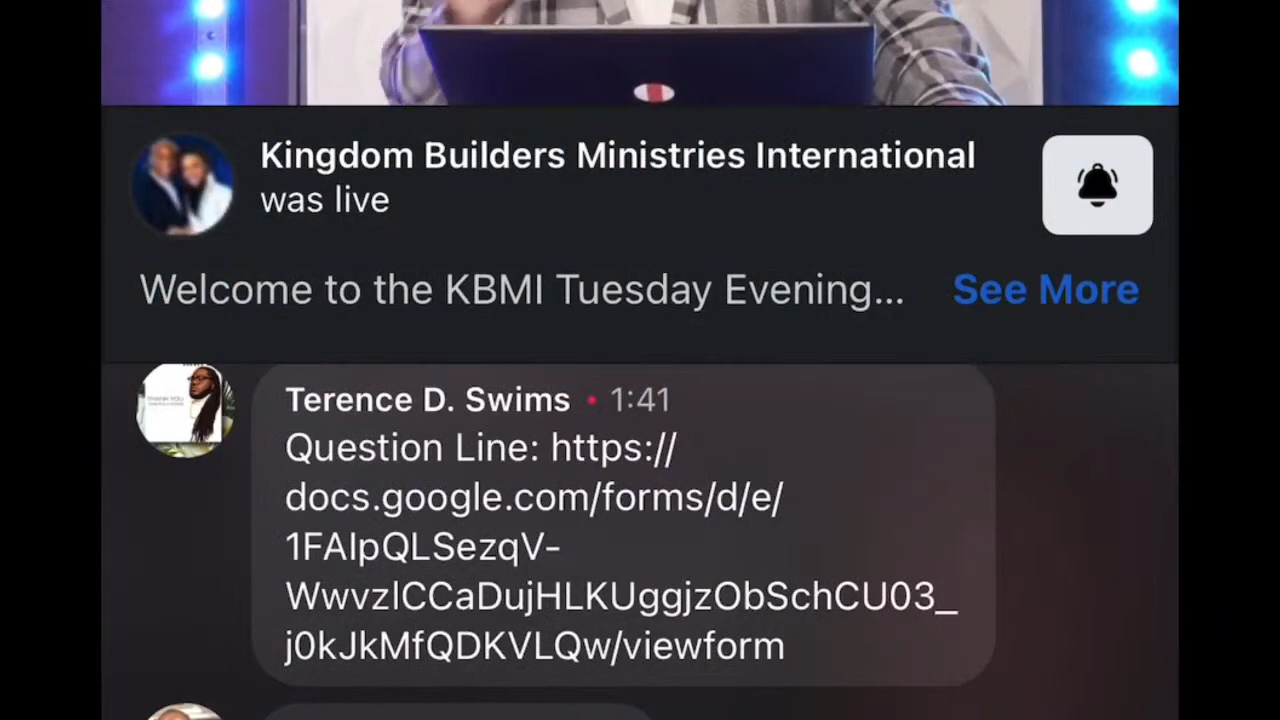 Kingdom Builders Ministries International
was live
Welcome to the KBMI Tuesday Evening...
See More
Terence D. Swims • 1:41
Question Line: https://
docs.google.com/forms/d/e/
1FAIpQLSezqV-
WwvzlCCaDujHLKUggjzObSchCU03_
j0kJkMfQDKVLQw/viewform